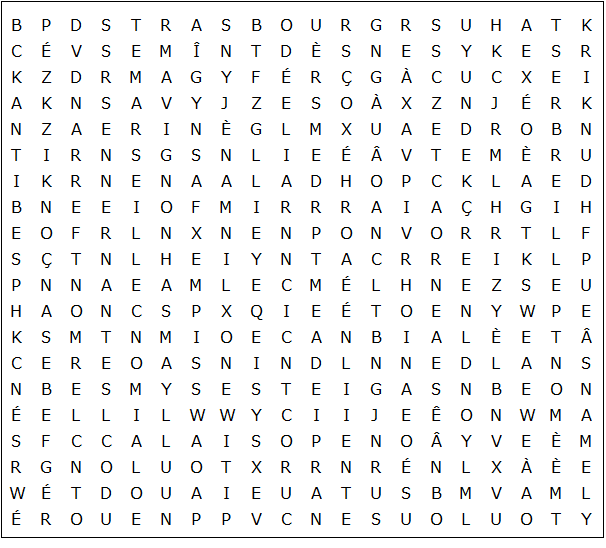 B P D S T R A S B O U R G R S U H A T K
C É V S E M Î N T D È S N E S Y K E S R
K Z D R M A G Y F É R Ç G À C U C X E I
A K N S A V Y J Z E S O À X Z N J É R K
N Z A E R I N È G L M X U A E D R O B N
T I R N S G S N L I E É Â V T E M È R U
I K R N E N A A L A D H O P C K L A E D
B N E E I O F M I R R R A I A Ç H G I H
E O F R L N X N E N P O N V O R R T L F
S Ç T N L H E I Y N T A C R R E I K L P
P N N A E A M L E C M É L H N E Z S E U
H A O N C S P X Q I E É T O E N Y W P E
K S M T N M I O E C A N B I A L È E T Â
C E R E O A S N I N D L N N E D L A N S
N B E S M Y S E S T E I G A S N B E O N
É E L L I L W W Y C I I J E Ê O N W M A
S F C C A L A I S O P E N O Â Y V E È M
R G N O L U O T X R R N R É N L X À È E
W É T D O U A I E U A T U S B M V A M L
É R O U E N P P V C N E S U O L U O T Y